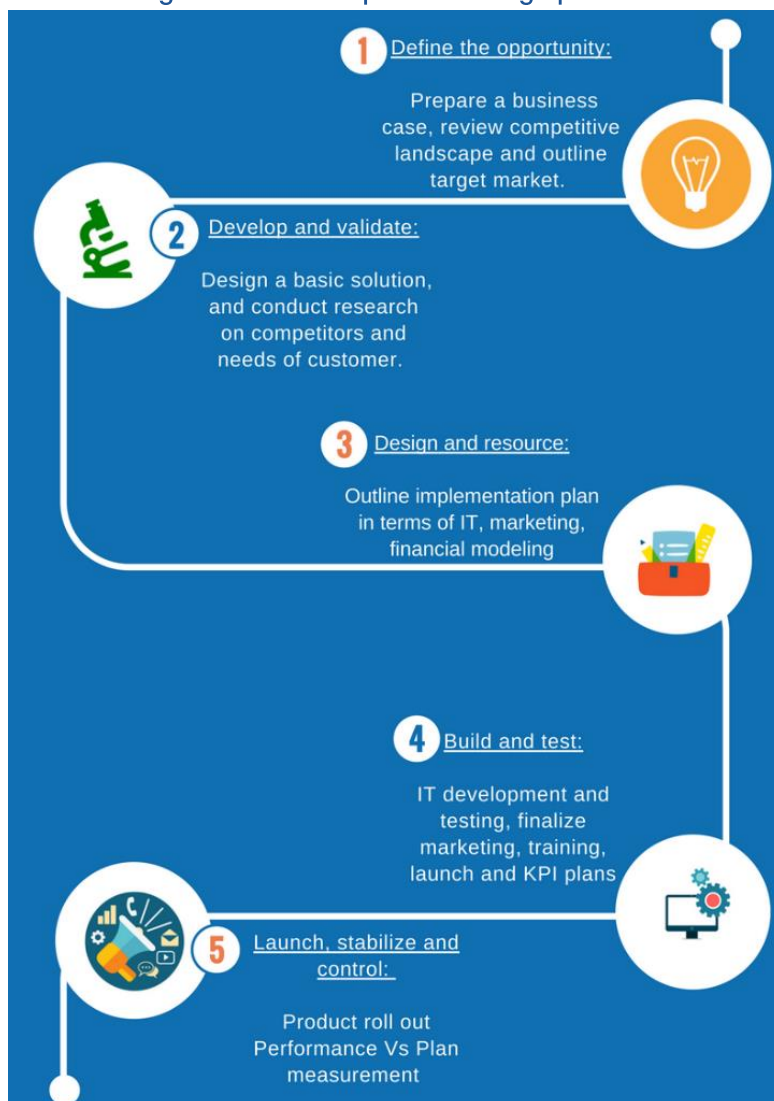 1 Define the opportunity:
Prepare a business
case, review competitive
landscape and outline
target market.
2 Develop and validate:
Design a basic solution,
and conduct research
on competitors and
needs of customer.
3 Design and resource:
Outline implementation plan
in terms of IT, marketing,
financial modeling
4 Build and test:
IT development and
testing, finalize
marketing, training,
launch and KPI plans
5 Launch, stabilize and
control:
Product roll out
Performance Vs Plan
measurement